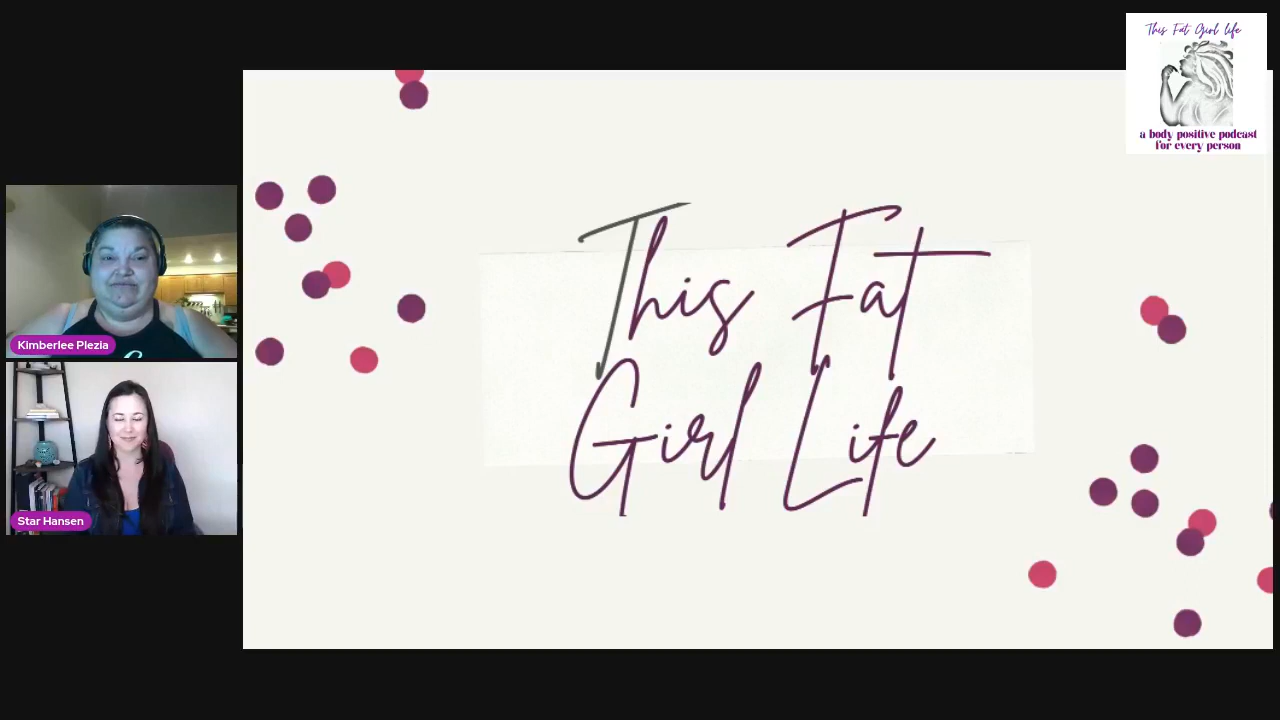 This Fat Girl life
a body positive podcast
for every person
This Fat
Girl Life
Kimberlee Plezia
Star Hansen